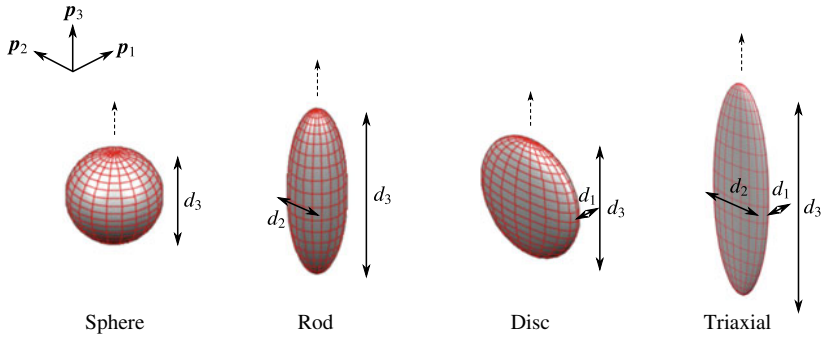 p3
p2
p1
d3
d2
d3
d1
d3
d2
d1
d3
Sphere
Rod
Disc
Triaxial